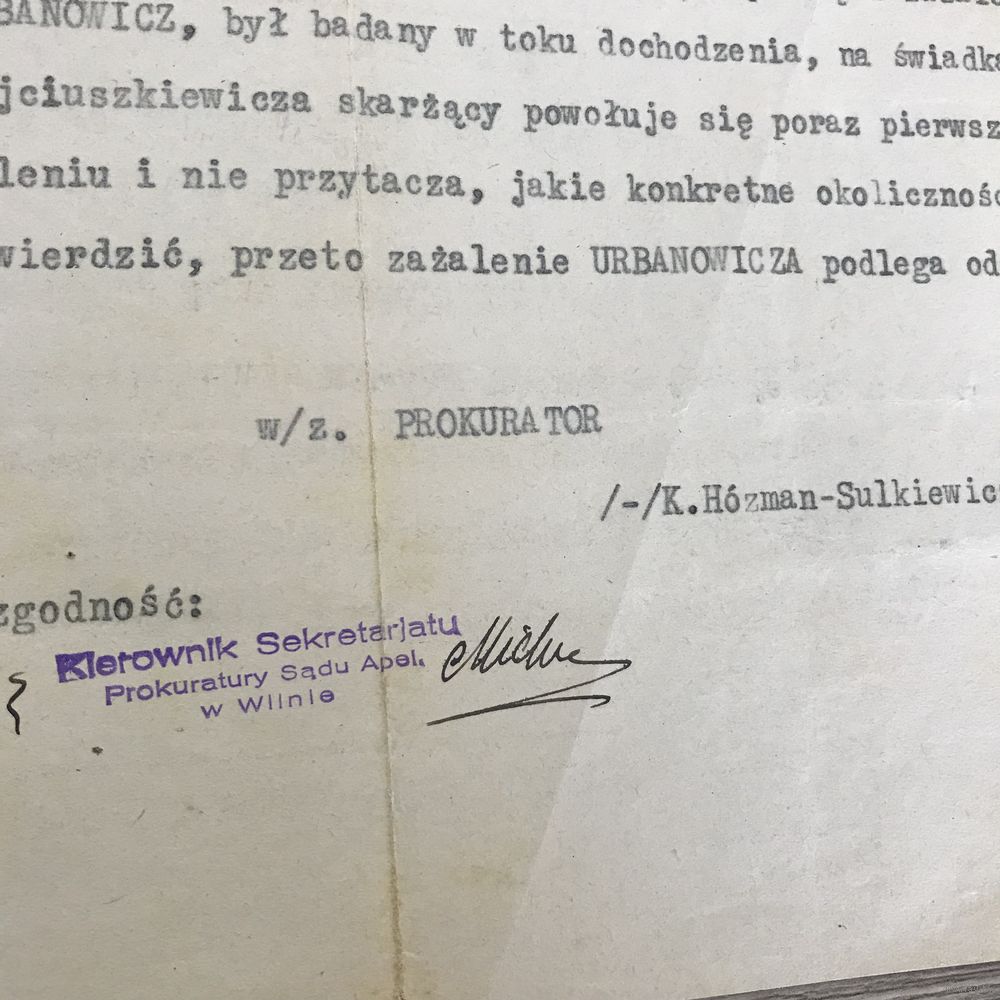 BANOWICZ, był badany w toku dochodzenia, na świadka
jciuszkiewicza skarżący powołuje się poraz pierwsz
leniu i nie przytacza, jakie konkretne okolicznośc
wierdzić, przeto zażalenie URBANOWICZA podlega od
w/z. PROKURATOR
/-/K.Hózman-Sulkiewic
zgodność:
Kierownik Sekretarjatu
Prokuratury Sądu Apel.
w Wilnie